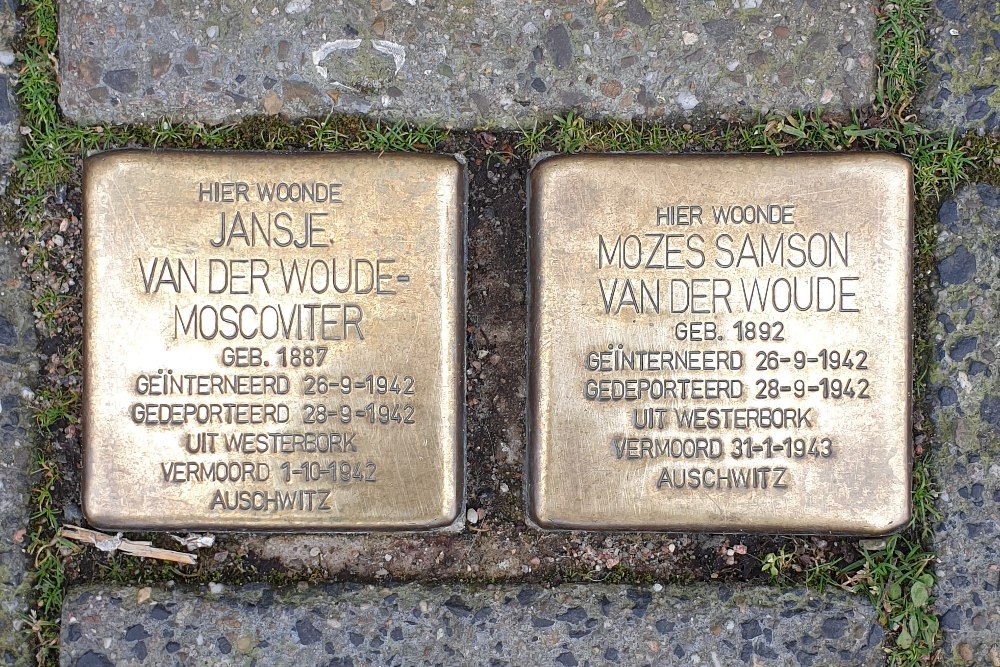 HIER WOONDE
JANSJE
VAN DER WOUDE-
MOSCOVITER
GEB. 1887
GEÏNTERNEERD 26-9-1942
GEDEPORTEERD 28-9-1942
UIT WESTERBORK
VERMOORD 1-10-1942
AUSCHWITZ
HIER WOONDE
MOZES SAMSON
VAN DER WOUDE
GEB. 1892
GEÏNTERNEERD 26-9-1942
GEDEPORTEERD 28-9-1942
UIT WESTERBORK
VERMOORD 31-1-1943
AUSCHWITZ